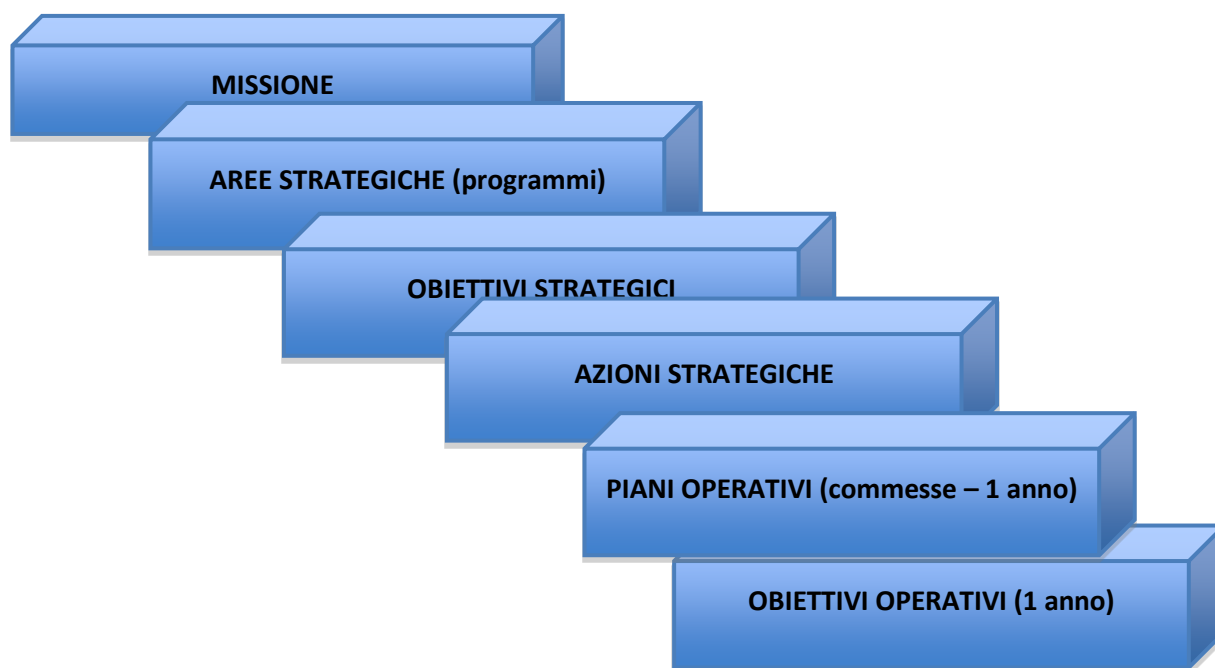 MISSIONE
AREE STRATEGICHE (programmi)
OBIETTIVI STRATEGICI
AZIONI STRATEGICHE
PIANI OPERATIVI (commesse – 1 anno)
OBIETTIVI OPERATIVI (1 anno)